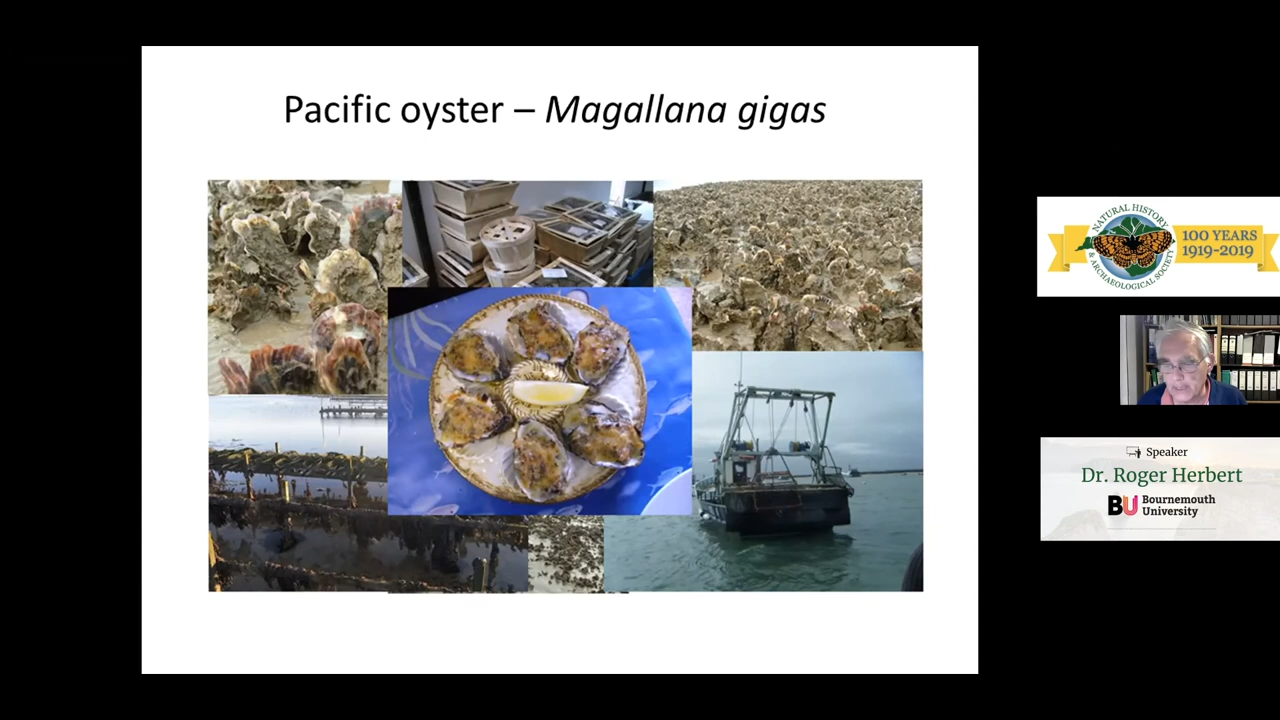 Pacific oyster – Magallana gigas
NATURAL HISTORY
& ARCHAEOLOGICAL SOCIETY
100 YEARS
1919-2019
Speaker
Dr. Roger Herbert
BU Bournemouth
University